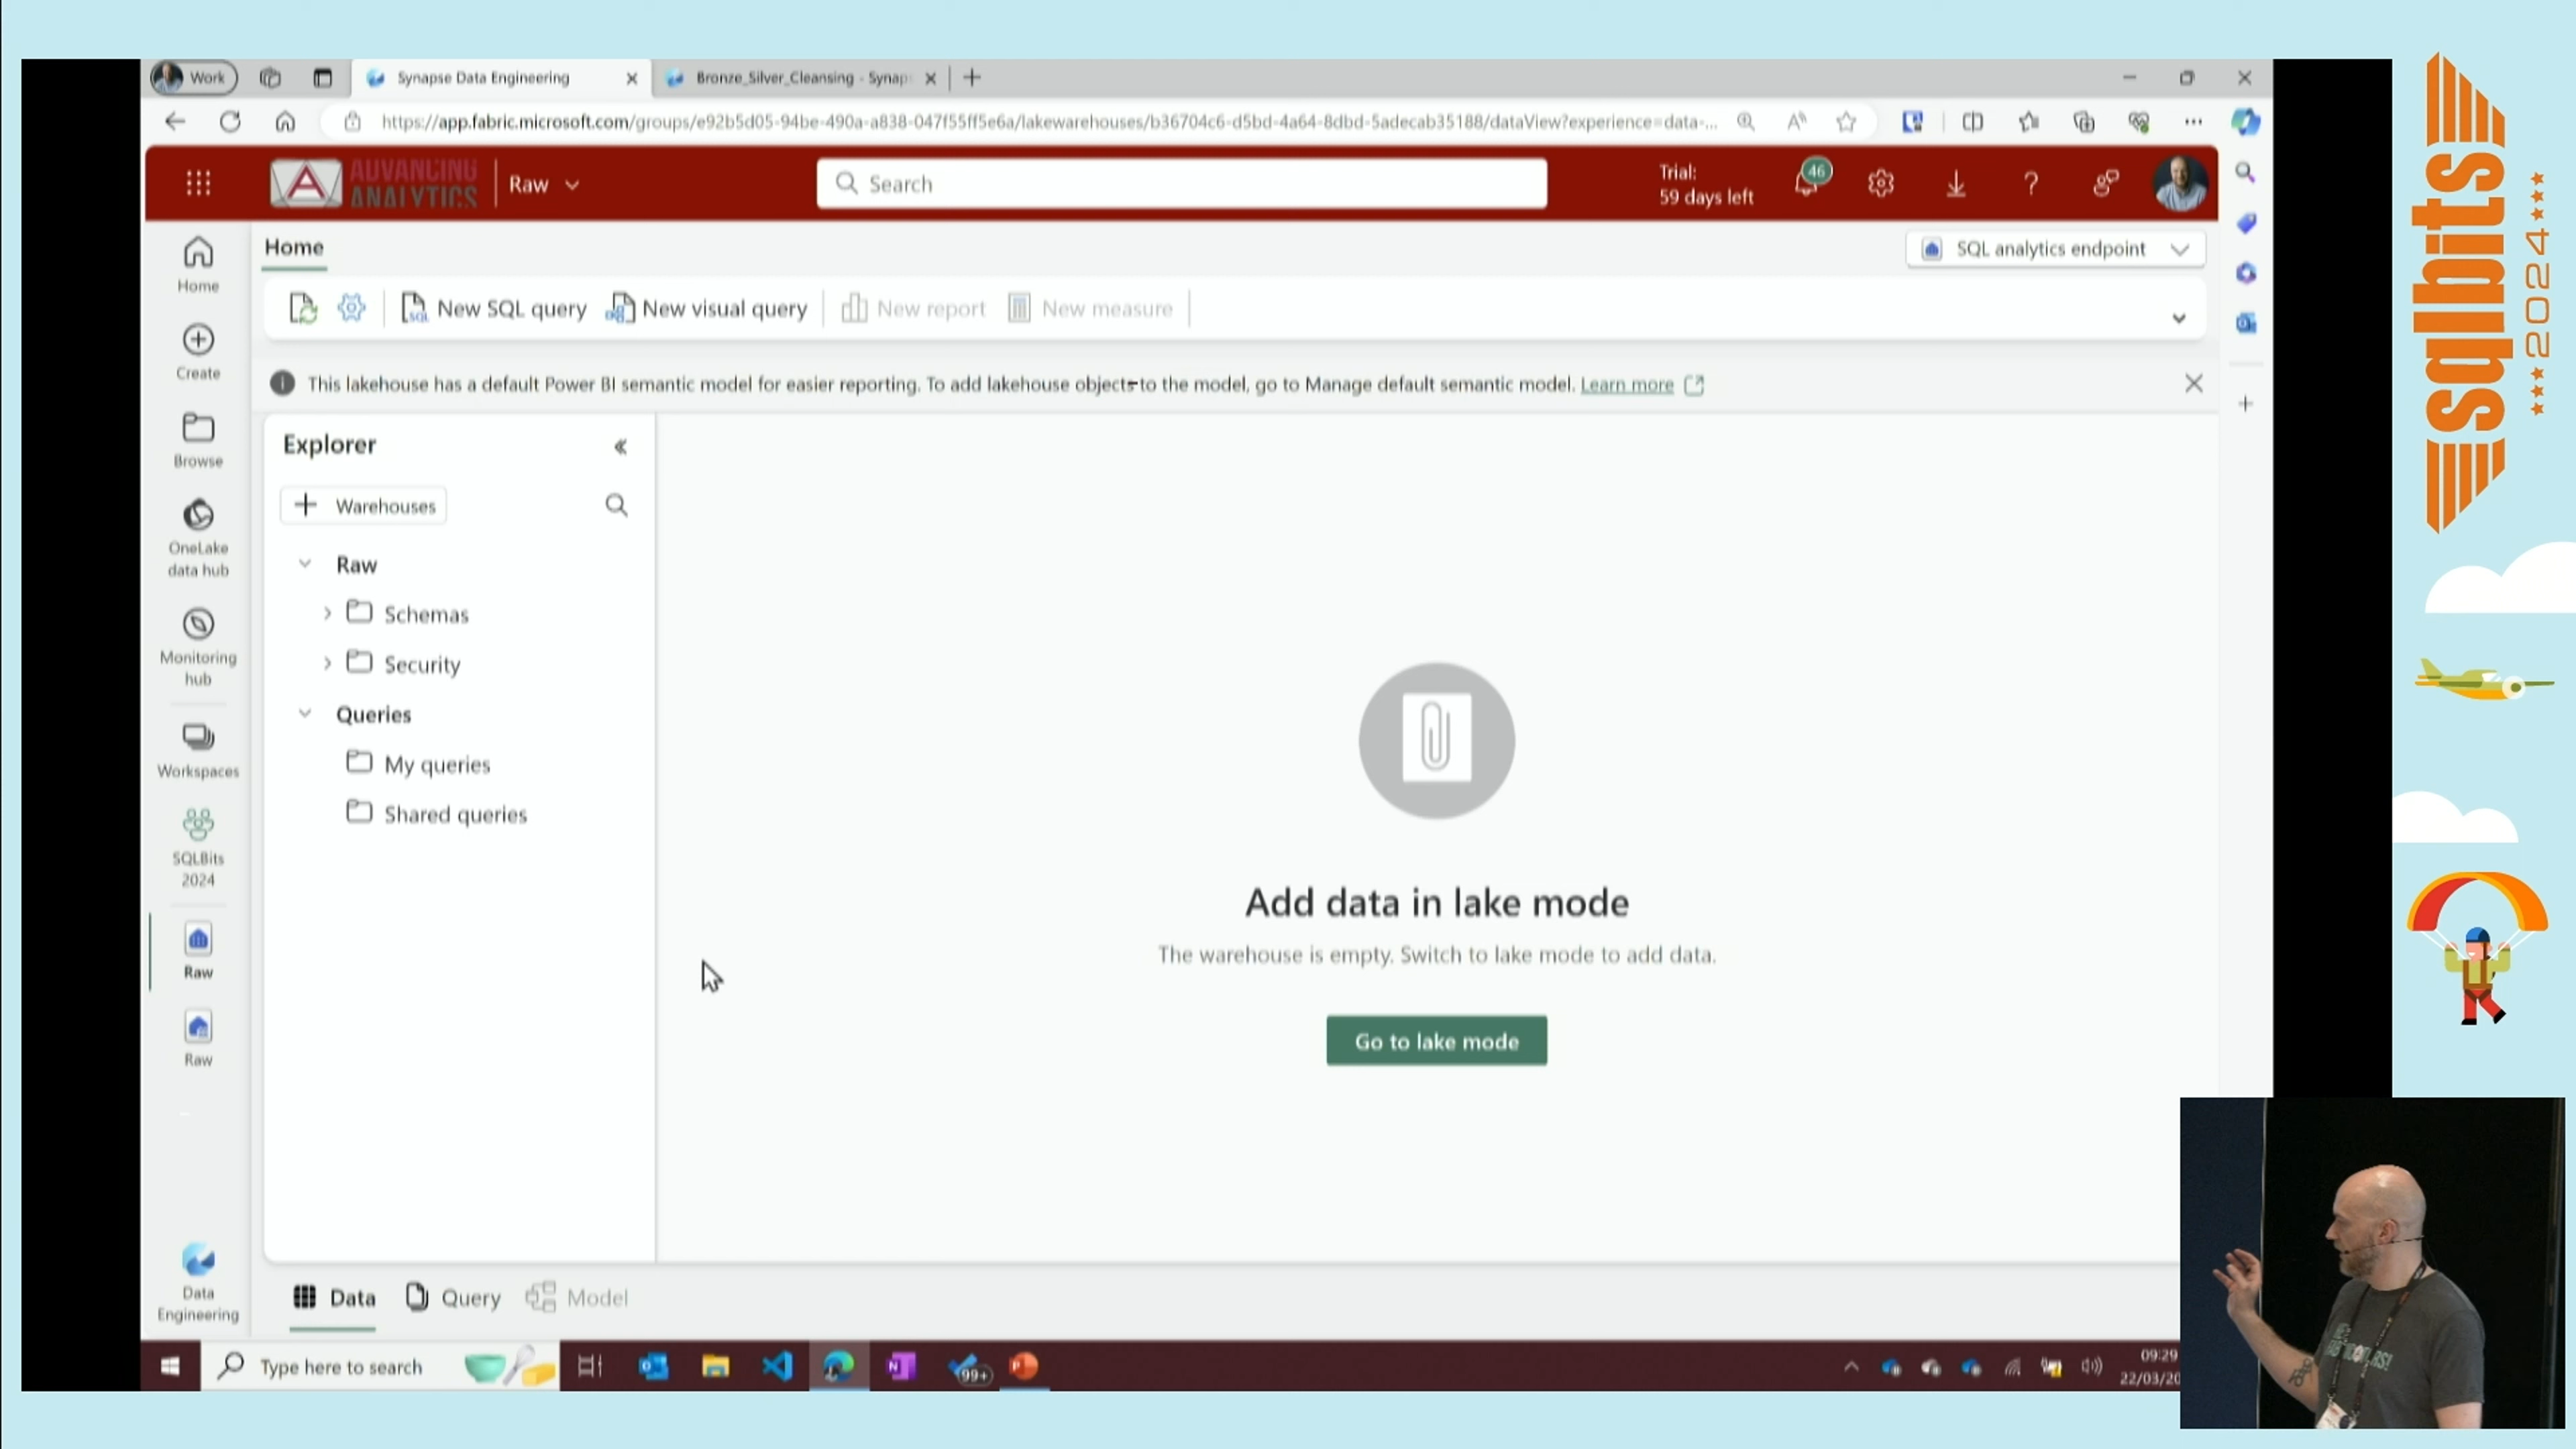 Work
Synapse Data Engineering
Bronze_Silver_Cleansing - Synap
https://app.fabric.microsoft.com/groups/e92b5d05-94be-490a-a838-047f55ff5e6a/lakewarehouses/b36704c6-d5bd-4a64-8dbd-5adecab35188/dataView?experience=data-...
ADVANCING
ANALYTICS
Raw
Search
Trial:
59 days left
46
Home
SQL analytics endpoint
New SQL query
New visual query
New report
New measure
This lakehouse has a default Power BI semantic model for easier reporting. To add lakehouse objects to the model, go to Manage default semantic model. Learn more
Home
Create
Browse
OneLake
data hub
Monitoring
hub
Workspaces
SQLBits
2024
Raw
Raw
Data
Engineering
Explorer
Warehouses
Raw
Schemas
Security
Queries
My queries
Shared queries
Add data in lake mode
The warehouse is empty. Switch to lake mode to add data.
Go to lake mode
Data
Query
Model
Type here to search
99+
09:29
22/03/20
sqlbits
2024